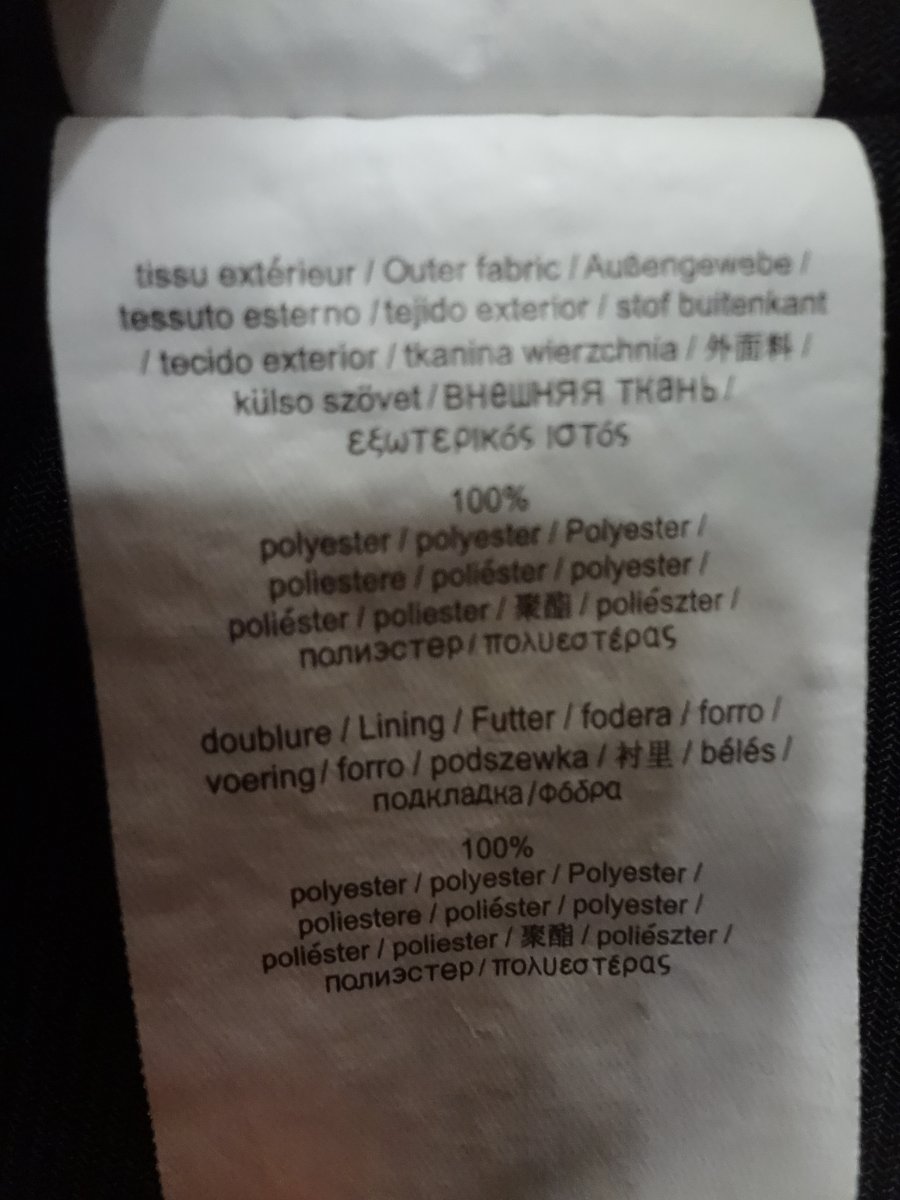 tissu extérieur / Outer fabric / Außengewebe /
tessuto esterno / tejido exterior / stof buitenkant
/ tecido exterior / tkanina wierzchnia / 外面料 /
külso szövet / внешняя ткань /
εξωτερικός ιστός
100%
polyester / polyester / Polyester /
poliestere / poliéster / polyester /
poliéster / poliester / 聚酯 / poliészter /
полиэстер / πολυεστέρας
doublure / Lining / Futter / fodera / forro /
voering / forro / podszewka / 衬里 / bélés /
подкладка / Φόδρα
100%
polyester / polyester / Polyester /
poliestere / poliéster / polyester /
poliéster / poliester / 聚酯 / poliészter /
полиэстер / πολυεστέρας